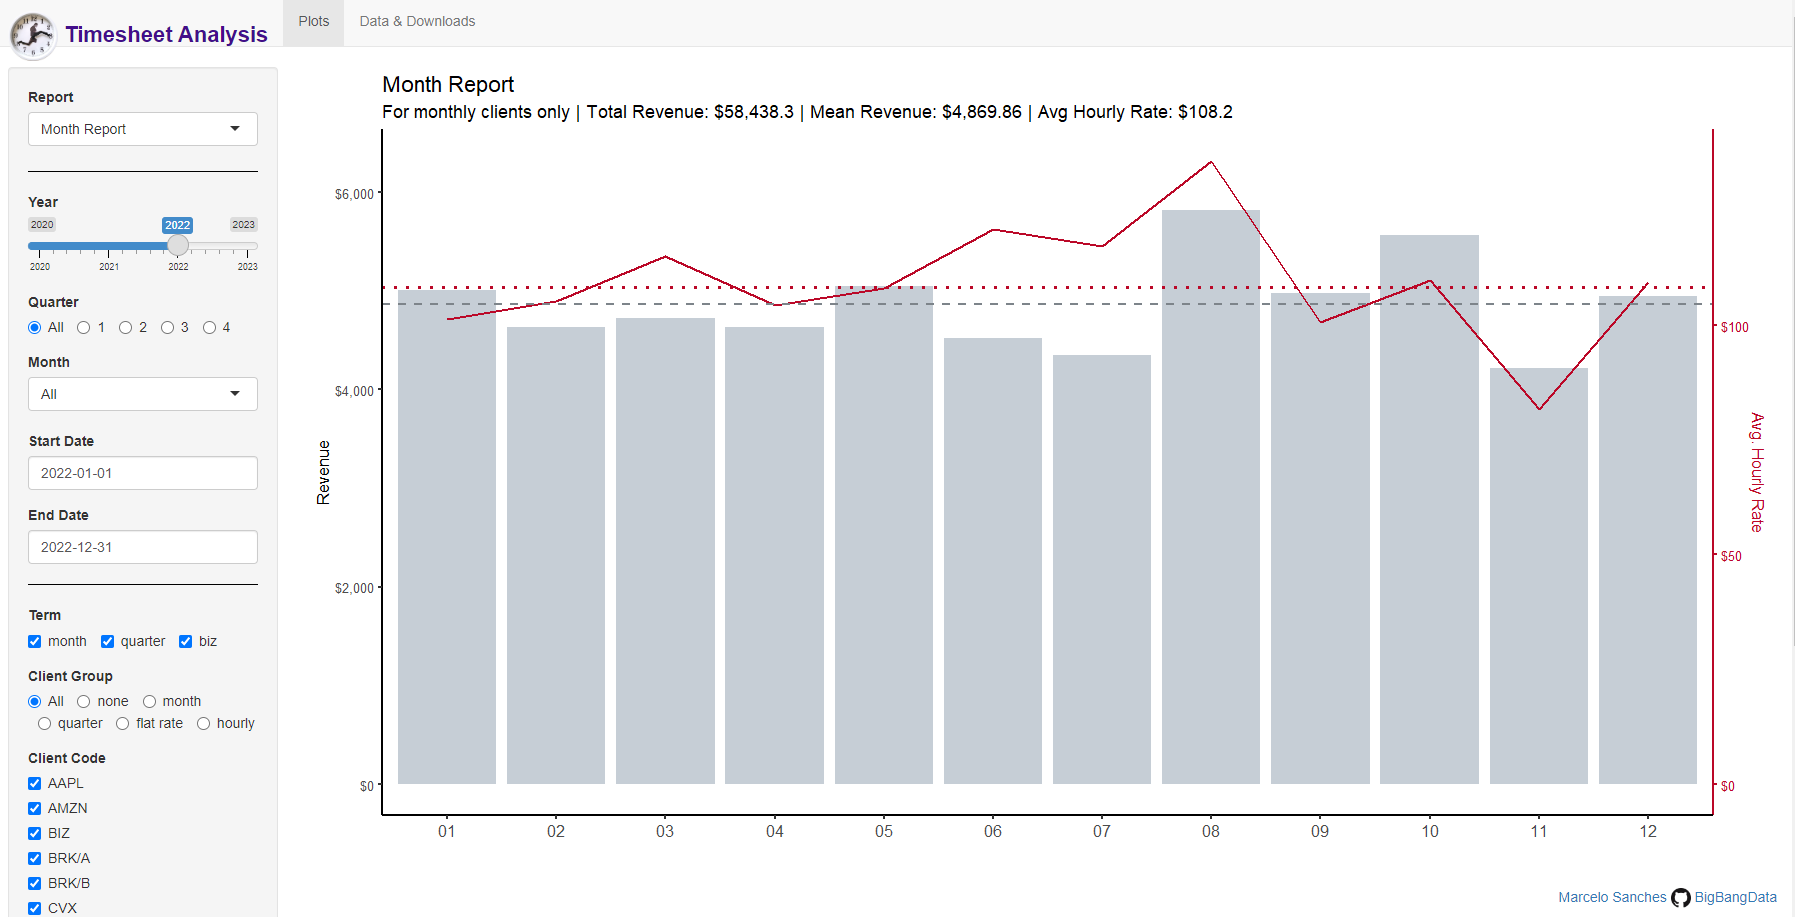 Timesheet Analysis
Plots
Data & Downloads
Report
Month Report
Year
2020
2022
2023
2020
2021
2022
2023
Quarter
All
1
2
3
4
Month
All
Start Date
2022-01-01
End Date
2022-12-31
Term
month
quarter
biz
Client Group
All
none
month
quarter
flat rate
hourly
Client Code
AAPL
AMZN
BIZ
BRK/A
BRK/B
CVX
Month Report
For monthly clients only | Total Revenue: $58,438.3 | Mean Revenue: $4,869.86 | Avg Hourly Rate: $108.2
Revenue
$6,000
$4,000
$2,000
$0
Avg. Hourly Rate
$100
$50
$0
01
02
03
04
05
06
07
08
09
10
11
12
Marcelo Sanches
BigBangData